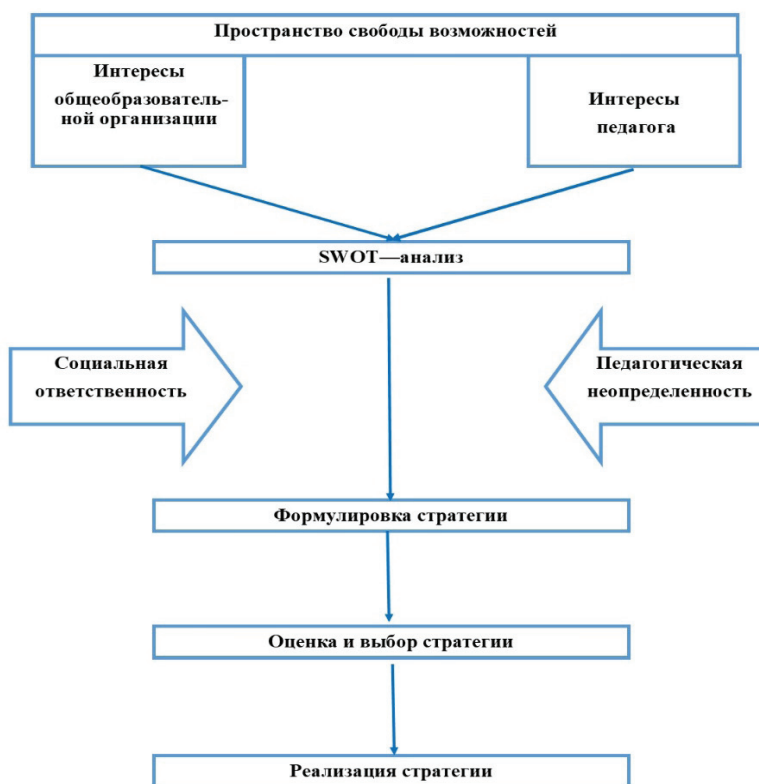 Пространство свободы возможностей
Интересы
общеобразователь-
ной организации
Интересы
педагога
SWOT—анализ
Социальная
ответственность
Педагогическая
неопределенность
Формулировка стратегии
Оценка и выбор стратегии
Реализация стратегии